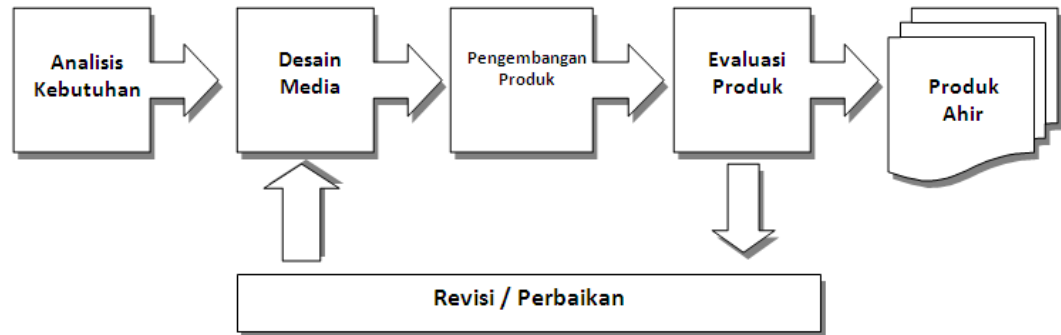 Analisis
Kebutuhan
Desain
Media
Pengembangan
Produk
Evaluasi
Produk
Produk
Ahir
Revisi / Perbaikan